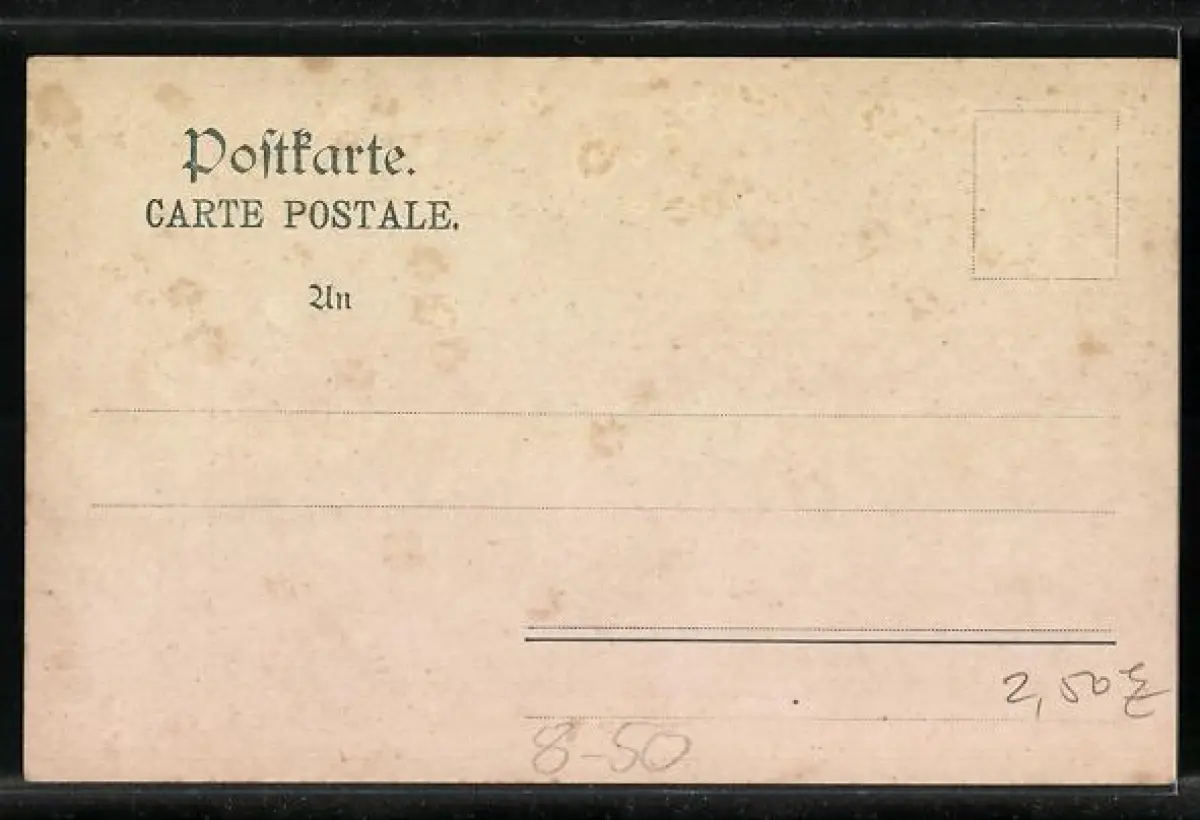 Poſtkarte.
CARTE POSTALE.
An
2,50 £
8-50